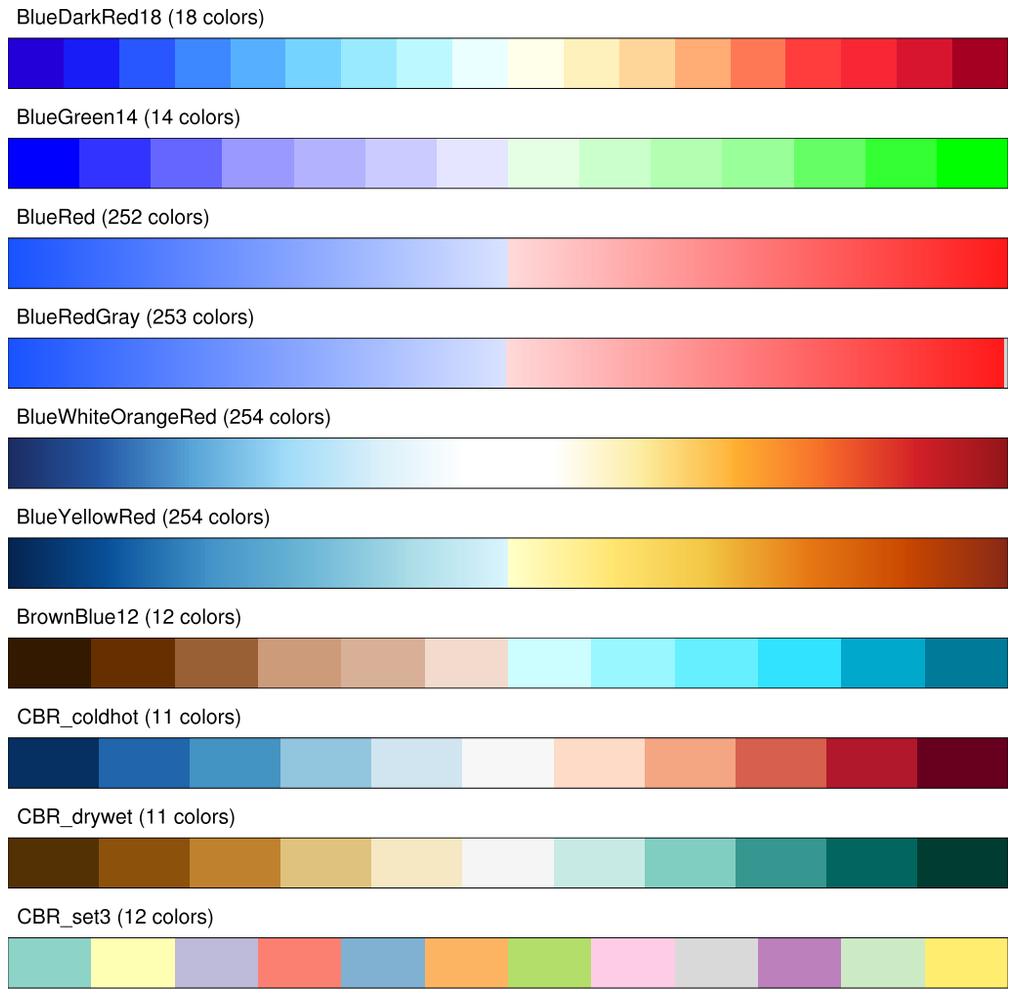 BlueDarkRed18 (18 colors)
BlueGreen14 (14 colors)
BlueRed (252 colors)
BlueRedGray (253 colors)
BlueWhiteOrangeRed (254 colors)
BlueYellowRed (254 colors)
BrownBlue12 (12 colors)
CBR_coldhot (11 colors)
CBR_drywet (11 colors)
CBR_set3 (12 colors)